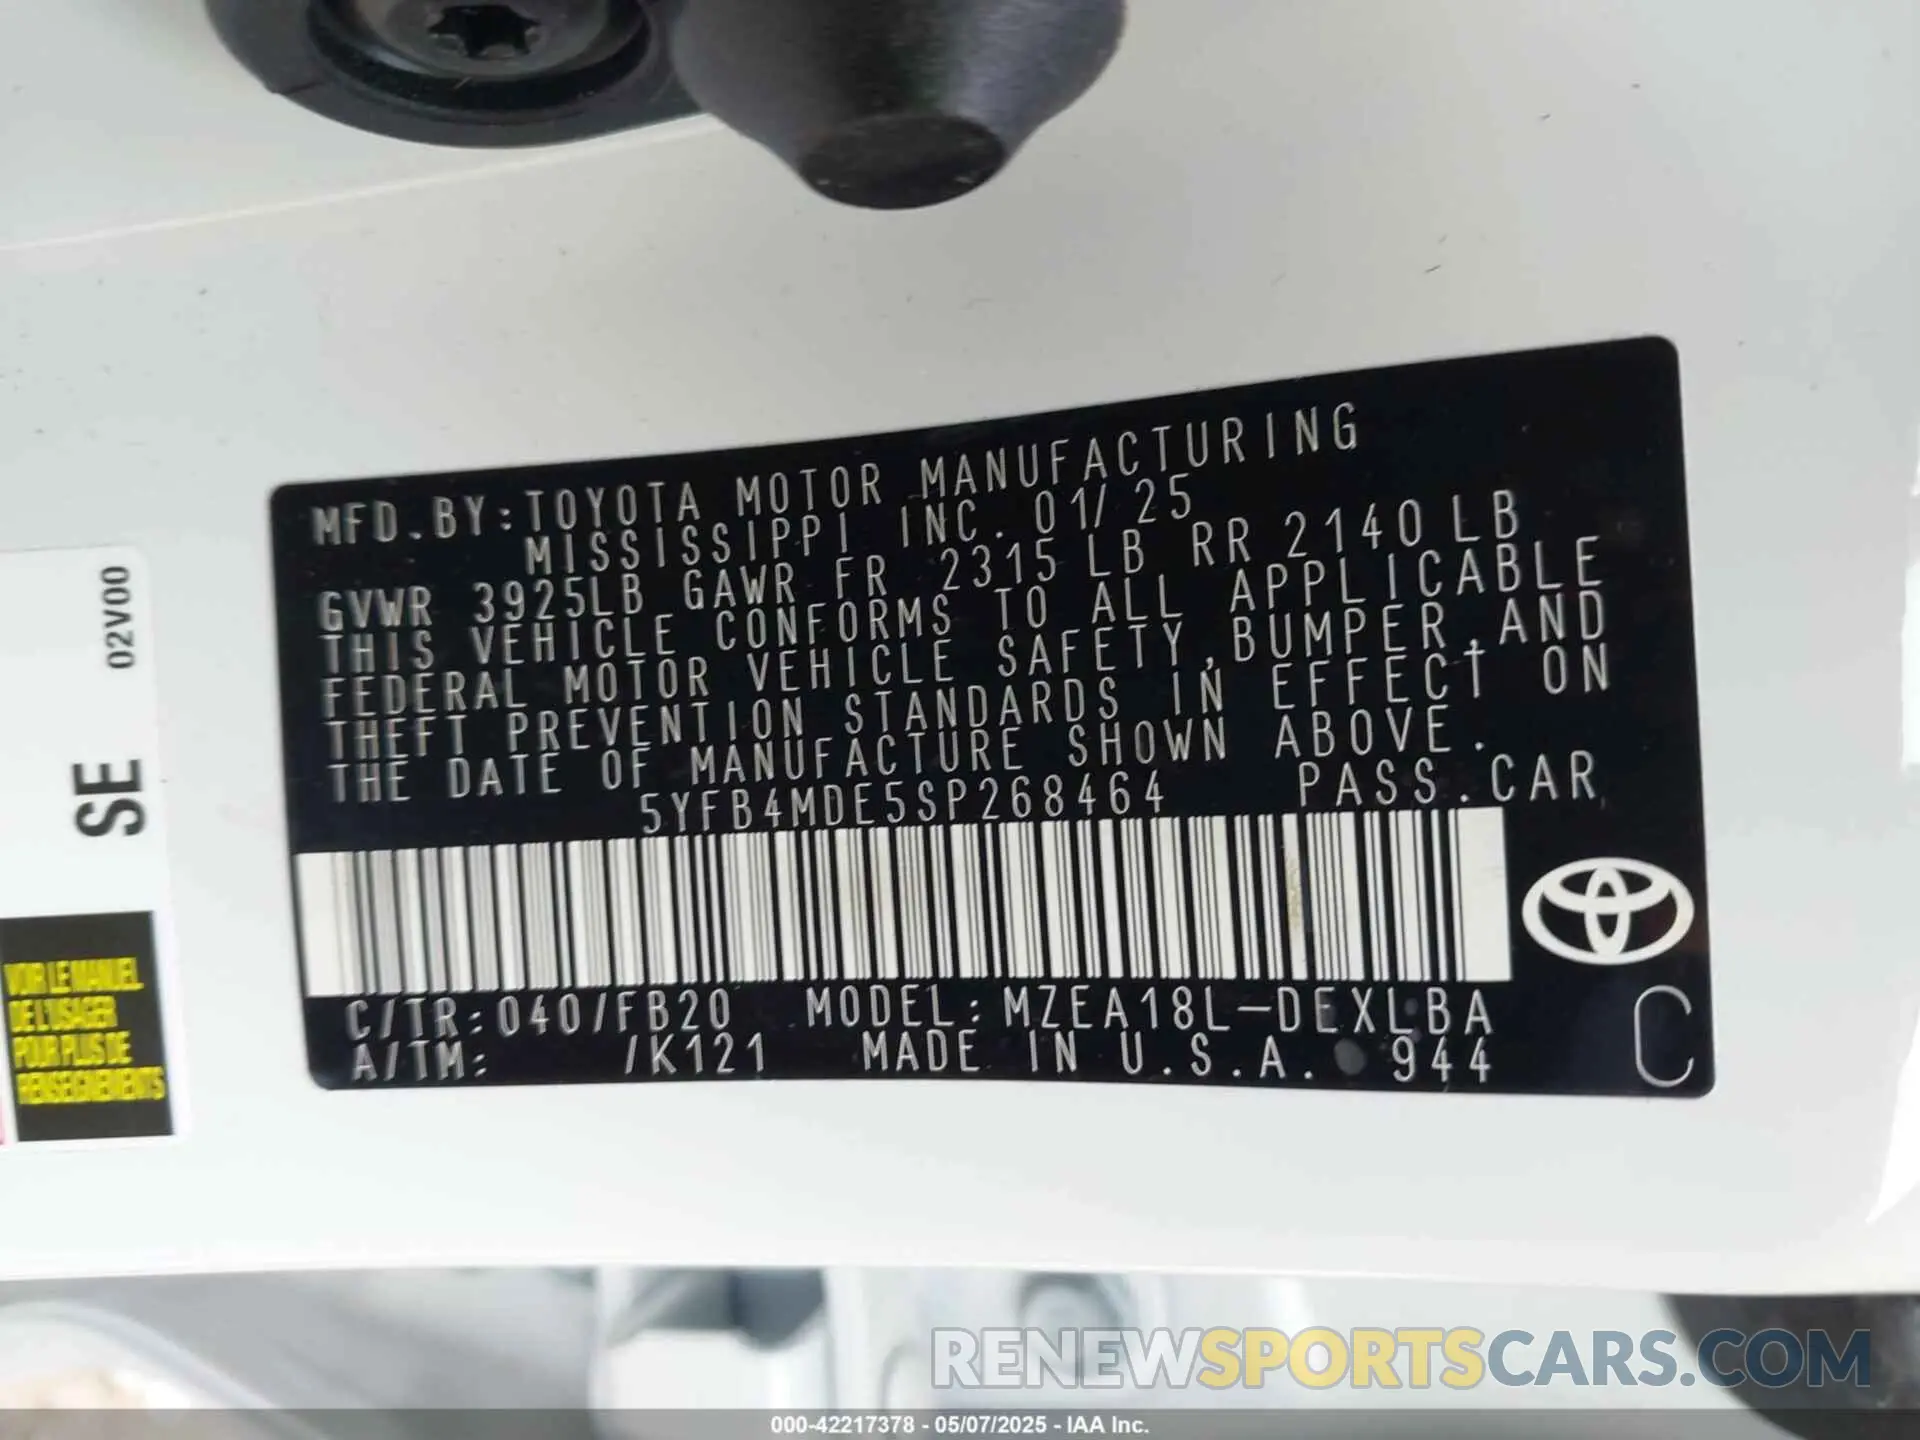 MFD.BY:TOYOTA MOTOR MANUFACTURING
MISSISSIPPI INC. 01/25
GVWR 3925LB GAWR FR 2315 LB RR 2140 LB
THIS VEHICLE CONFORMS TO ALL APPLICABLE
FEDERAL MOTOR VEHICLE SAFETY,BUMPER,AND
THEFT PREVENTION STANDARDS IN EFFECT ON
THE DATE OF MANUFACTURE SHOWN ABOVE.
5YFB4MDE5SP268464 PASS.CAR
C/TR:040/FB20 MODEL:MZEA18L-DEXLBA
A/TM: /K121 MADE IN U.S.A. 944
C
02V00
SE
VOIR LE MANUEL
DE L'USAGER
POUR PLUS DE
RENSEIGNEMENTS
RENEWSPORTSCARS.COM
000-42217378 - 05/07/2025 - IAA Inc.